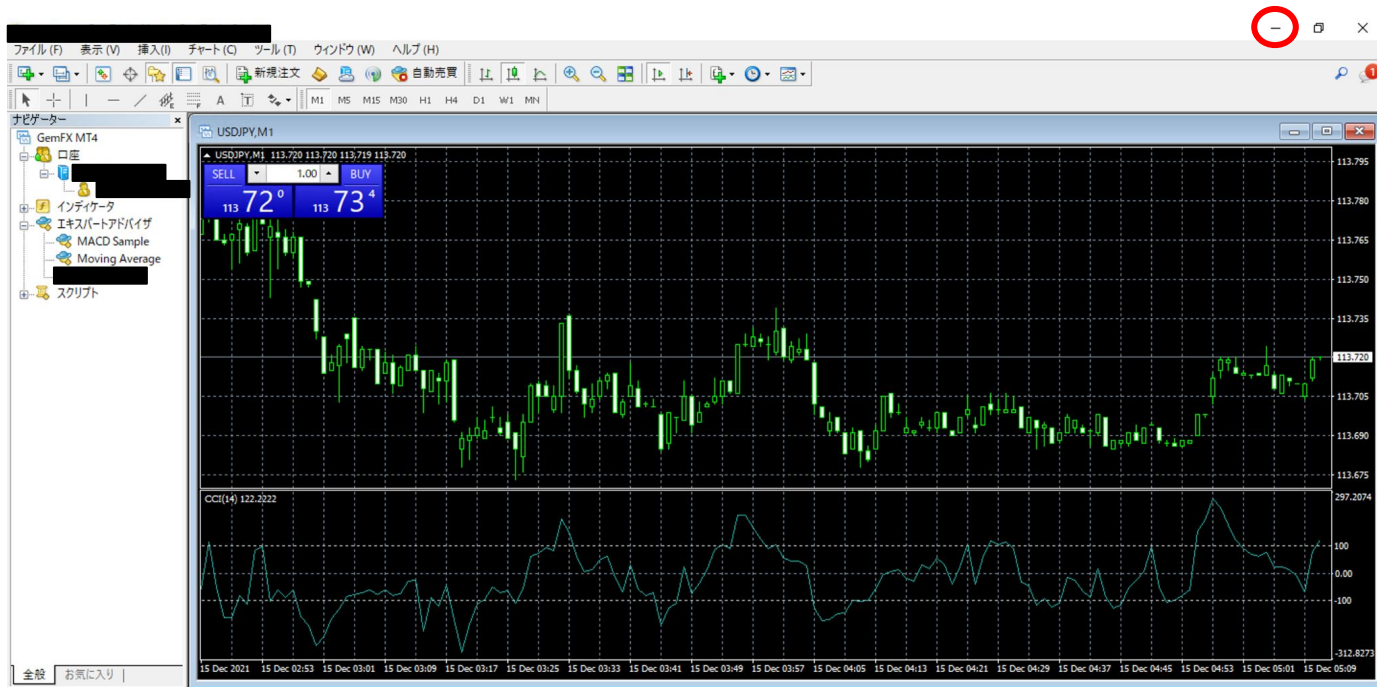 ファイル (F) 表示 (V) 挿入(I) チャート (C) ツール (T) ウィンドウ (W) ヘルプ (H)
新規注文 自動売買 1
A T M1 M5 M15 M30 H1 H4 D1 W1 MN
ナビゲーター
GemFX MT4
口座
インディケータ
エキスパートアドバイザ
MACD Sample
Moving Average
スクリプト
全般 お気に入り
USDJPY,M1
USDJPY,M1 113.720 113.720 113.719 113.720
SELL 1.00 BUY
113 72 0 113 73 4
113.795
113.780
113.765
113.750
113.735
113.720
113.705
113.690
113.675
CCI(14) 122.2222
297.2074
100
0.00
-100
-312.8273
15 Dec 2021 15 Dec 02:53 15 Dec 03:01 15 Dec 03:09 15 Dec 03:17 15 Dec 03:25 15 Dec 03:33 15 Dec 03:41 15 Dec 03:49 15 Dec 03:57 15 Dec 04:05 15 Dec 04:13 15 Dec 04:21 15 Dec 04:29 15 Dec 04:37 15 Dec 04:45 15 Dec 04:53 15 Dec 05:01 15 Dec 05:09